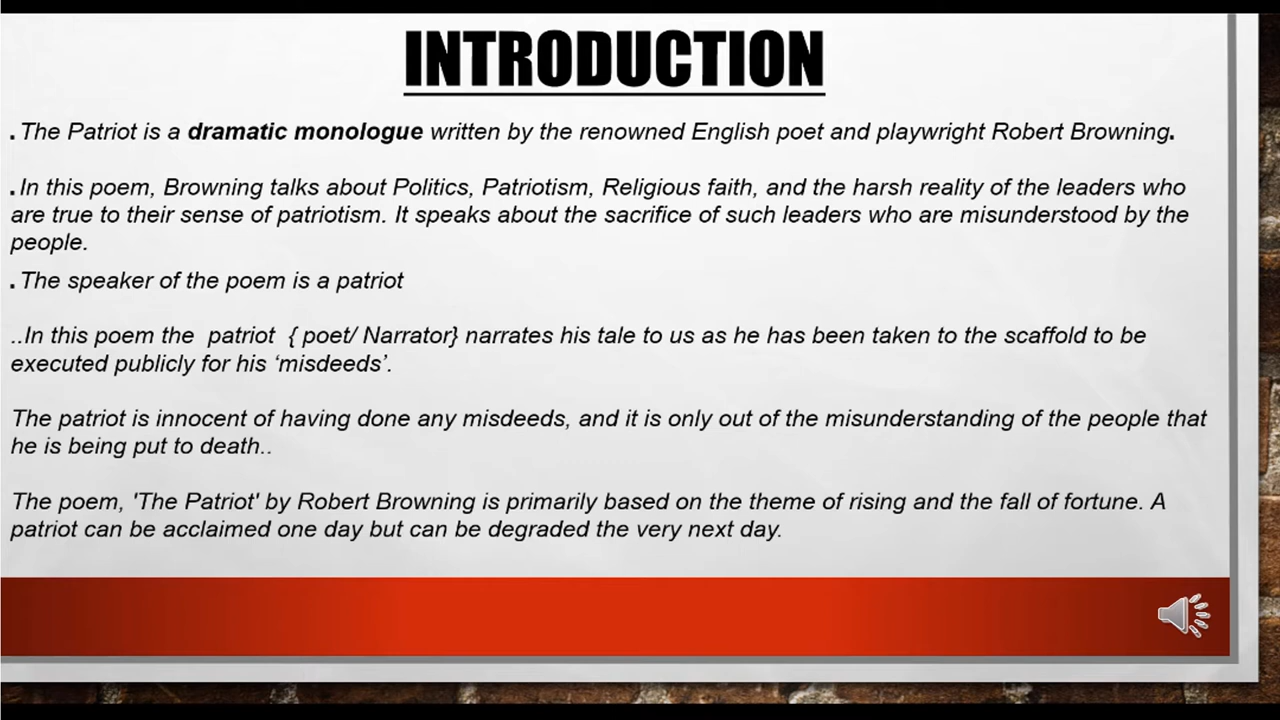 INTRODUCTION
. The Patriot is a dramatic monologue written by the renowned English poet and playwright Robert Browning.
. In this poem, Browning talks about Politics, Patriotism, Religious faith, and the harsh reality of the leaders who
are true to their sense of patriotism. It speaks about the sacrifice of such leaders who are misunderstood by the
people.
. The speaker of the poem is a patriot
..In this poem the patriot { poet/ Narrator} narrates his tale to us as he has been taken to the scaffold to be
executed publicly for his ‘misdeeds’.
The patriot is innocent of having done any misdeeds, and it is only out of the misunderstanding of the people that
he is being put to death..
The poem, 'The Patriot' by Robert Browning is primarily based on the theme of rising and the fall of fortune. A
patriot can be acclaimed one day but can be degraded the very next day.